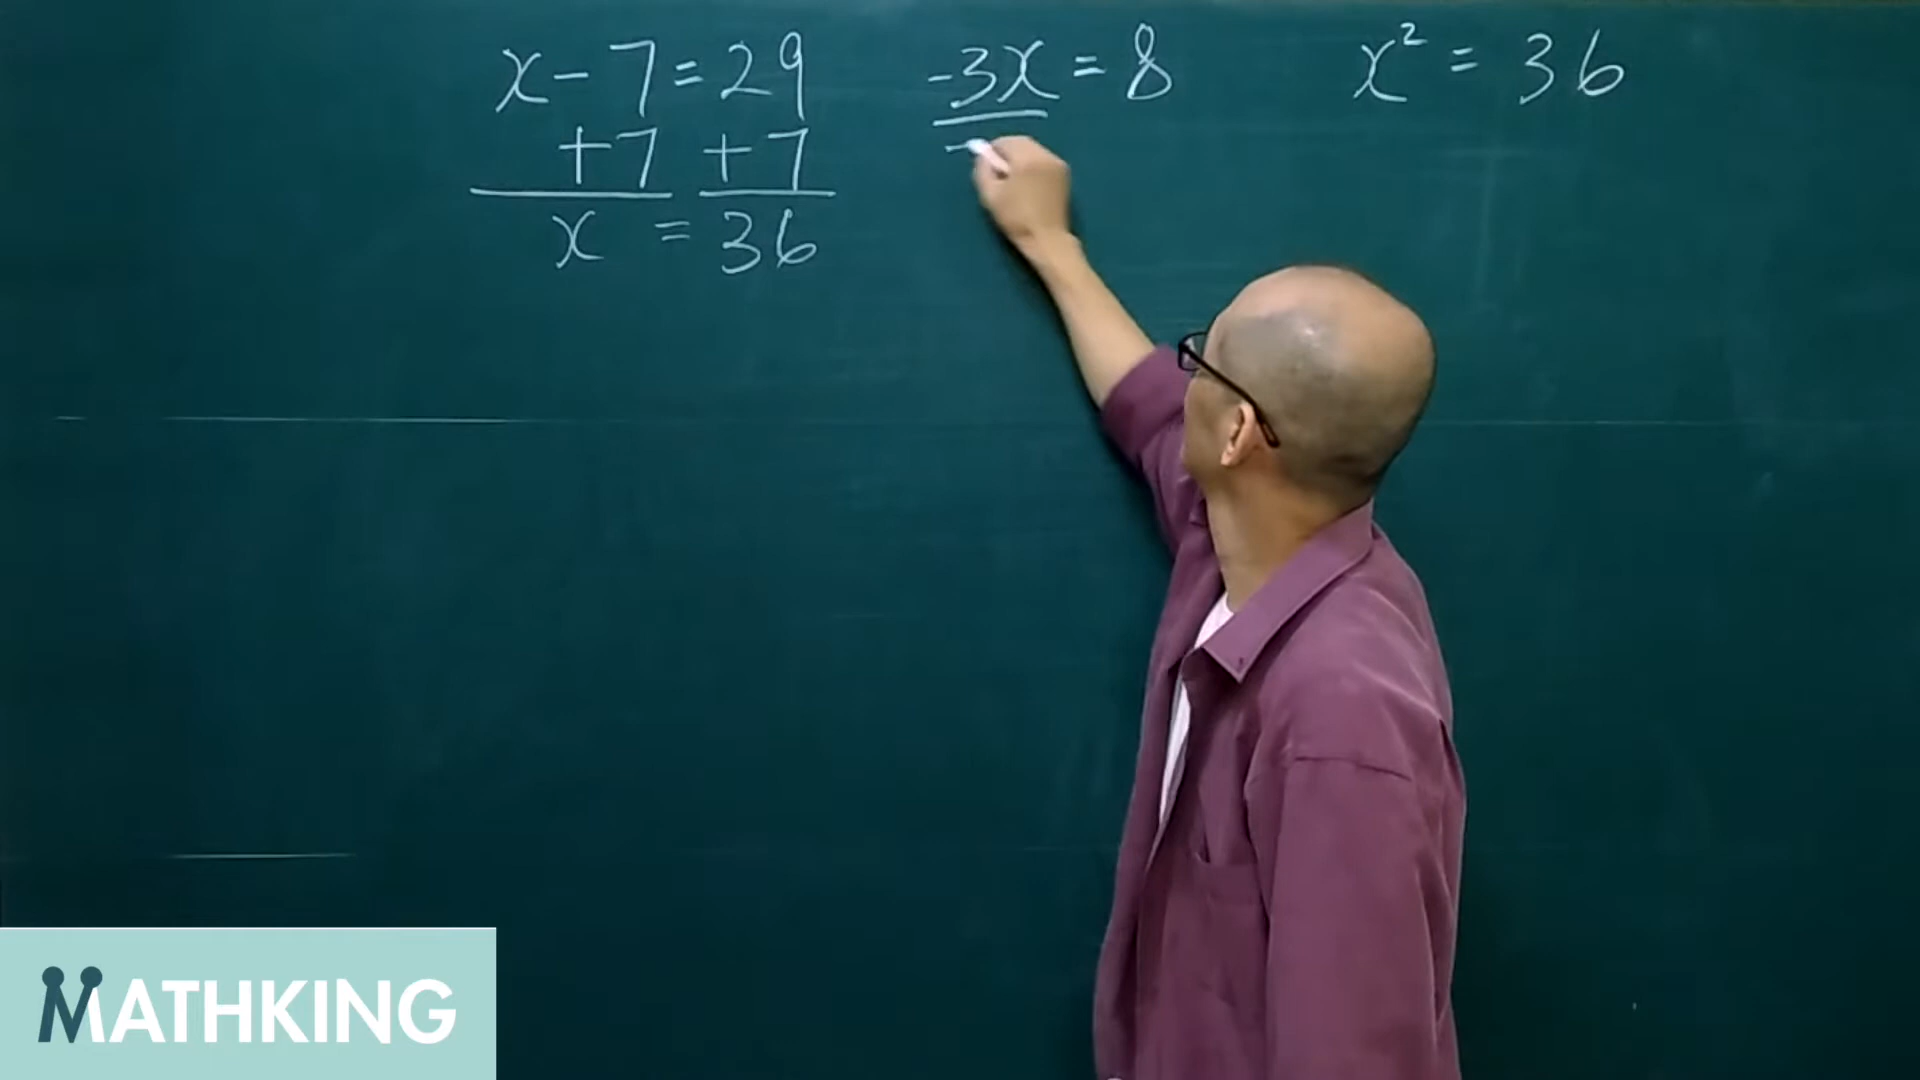 x - 7 = 29
+7 +7
x = 36
-3x = 8
-
x² = 36
MATHKING